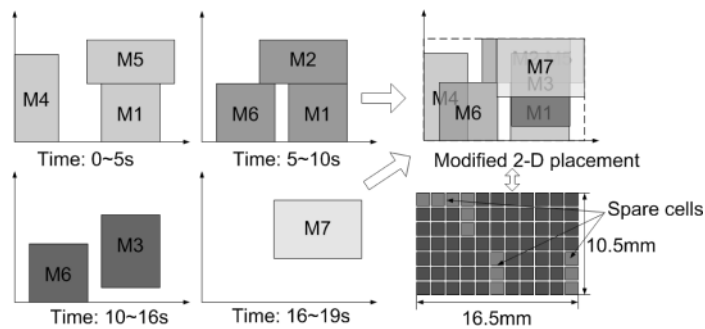 M5
M4
M1
Time: 0~5s
M2
M6
M1
Time: 5~10s
M7
M3
M4
M6
M1
Modified 2-D placement
M3
M6
Time: 10~16s
M7
Time: 16~19s
Spare cells
10.5mm
16.5mm